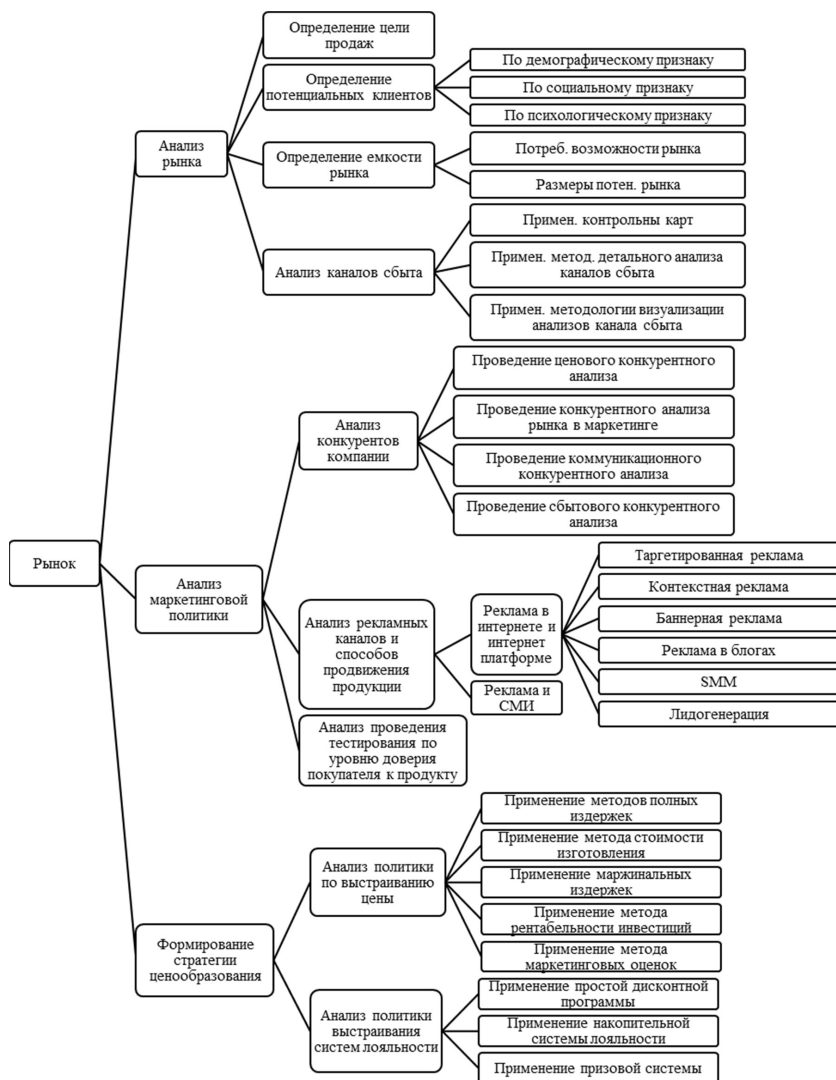 Определение цели
продаж
Определение
потенциальных клиентов
По демографическому признаку
По социальному признаку
По психологическому признаку
Анализ
рынка
Определение емкости
рынка
Потреб. возможности рынка
Размеры потен. рынка
Анализ каналов сбыта
Примен. контрольны карт
Примен. метод. детального анализа
каналов сбыта
Примен. методологии визуализации
анализов канала сбыта
Рынок
Анализ
маркетинговой
политики
Анализ
конкурентов
компании
Проведение ценового конкурентного
анализа
Проведение конкурентного анализа
рынка в маркетинге
Проведение коммуникационного
конкурентного анализа
Проведение сбытового конкурентного
анализа
Анализ рекламных
каналов и
способов
продвижения
продукции
Реклама в
интернете и
интернет
платформе
Таргетированная реклама
Контекстная реклама
Баннерная реклама
Реклама в блогах
SMM
Лидогенерация
Реклама и
СМИ
Анализ проведения
тестирования по
уровню доверия
покупателя к продукту
Формирование
стратегии
ценообразования
Анализ политики
по выстраиванию
цены
Применение методов полных
издержек
Применение метода стоимости
изготовления
Применение маржинальных
издержек
Применение метода
рентабельности инвестиций
Применение метода
маркетинговых оценок
Анализ политики
выстраивания
систем лояльности
Применение простой дисконтной
программы
Применение накопительной
системы лояльности
Применение призовой системы